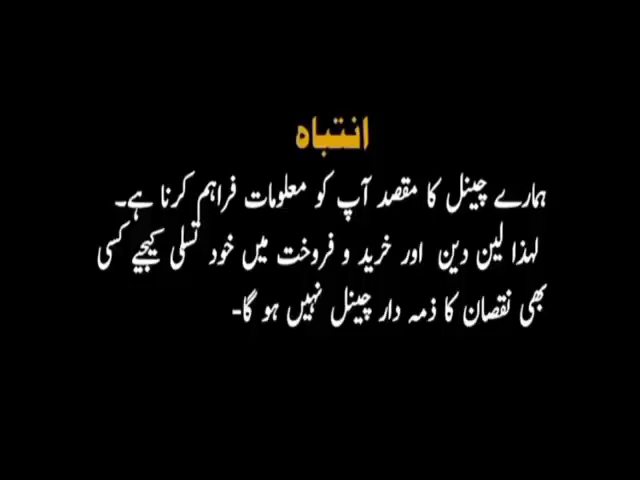 انتباہ
ہمارے چینل کا مقصد آپ کو معلومات فراہم کرنا ہے۔
لہذا لین دین اور خرید و فروخت میں خود تسلی کیجیے کسی
بھی نقصان کا ذمہ دار چینل نہیں ہو گا-